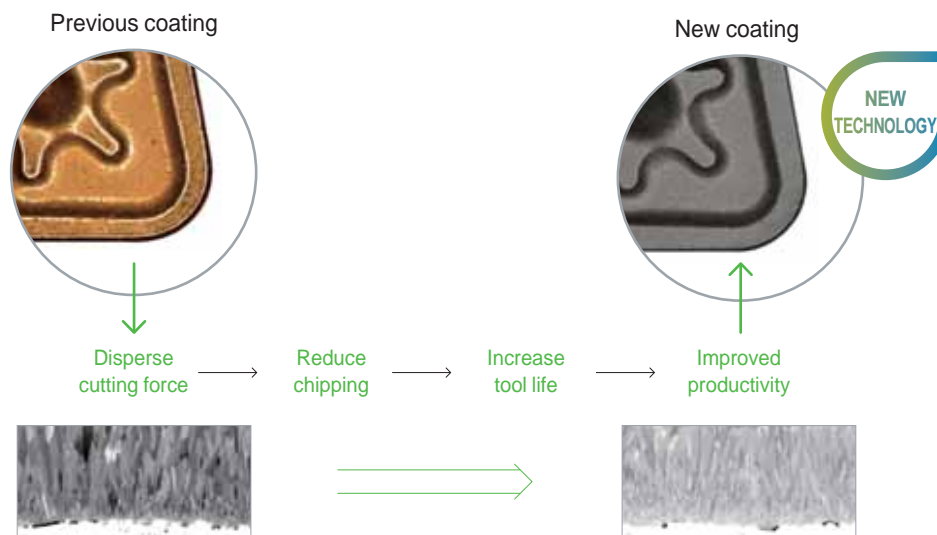 Previous coating
New coating
NEW
TECHNOLOGY
Disperse
cutting force
Reduce
chipping
Increase
tool life
Improved
productivity